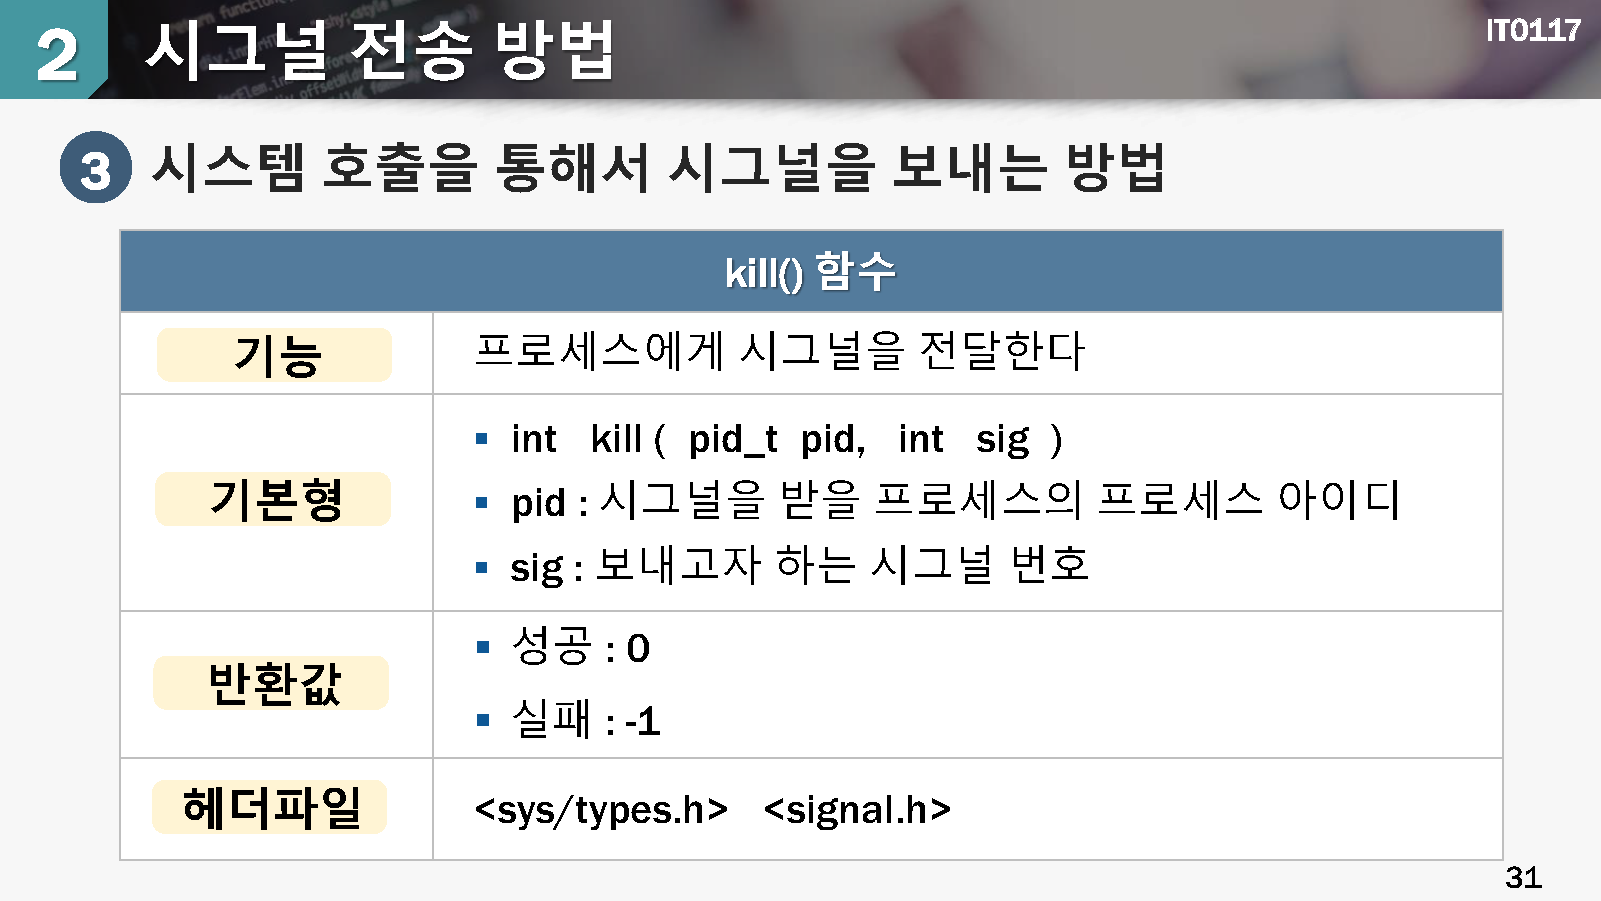 2 시그널 전송 방법
IT0117
3 시스템 호출을 통해서 시그널을 보내는 방법
kill() 함수
기능
프로세스에게 시그널을 전달한다
기본형
▪ int kill ( pid_t pid, int sig )
▪ pid : 시그널을 받을 프로세스의 프로세스 아이디
▪ sig : 보내고자 하는 시그널 번호
반환값
▪ 성공 : 0
▪ 실패 : -1
헤더파일
<sys/types.h> <signal.h>
31